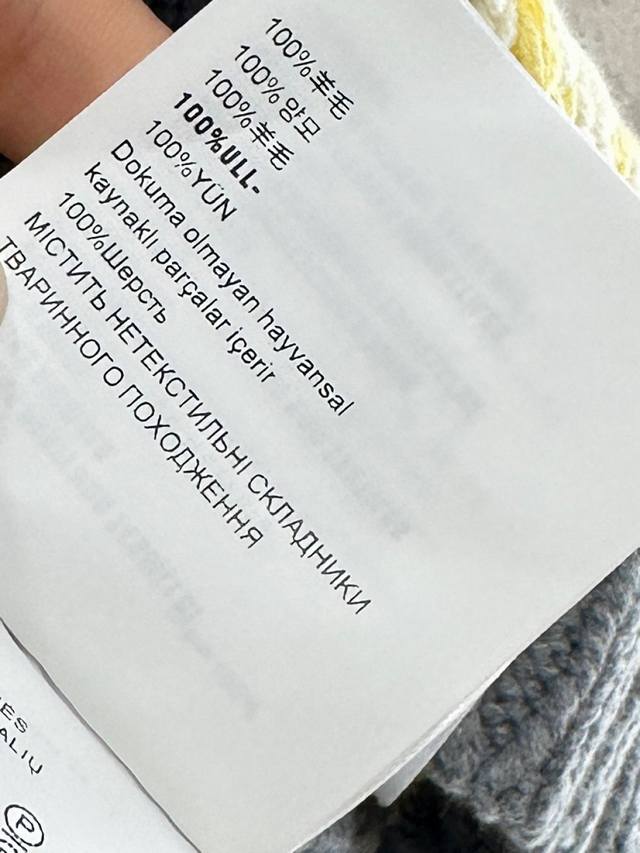 100%羊毛
100% 양모
100%羊毛
100%ULL-
100%YÜN
Dokuma olmayan hayvansal
kaynaklı parçalar içerir
100%Шерсть
МІСТИТЬ НЕТЕКСТИЛЬНІ СКЛАДНИКИ
ТВАРИННОГО ПОХОДЖЕННЯ
P